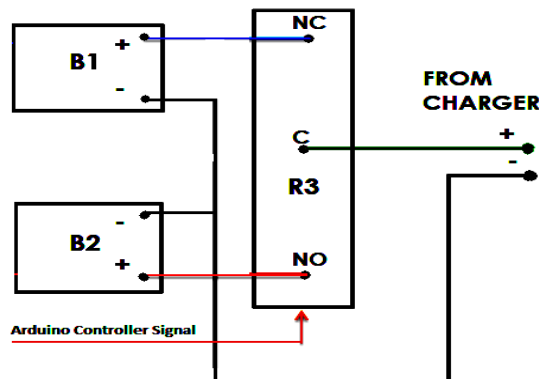 NC
B1
+
-
FROM
CHARGER
+
-
C
R3
B2
-
+
NO
Arduino Controller Signal